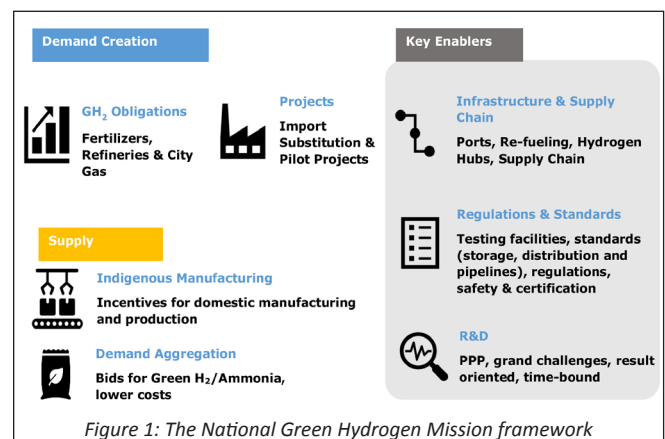 Demand Creation
GH₂ Obligations
Fertilizers,
Refineries & City
Gas
Projects
Import
Substitution &
Pilot Projects
Supply
Indigenous Manufacturing
Incentives for domestic manufacturing
and production
Demand Aggregation
Bids for Green H₂/Ammonia,
lower costs
Key Enablers
Infrastructure & Supply
Chain
Ports, Re-fueling, Hydrogen
Hubs, Supply Chain
Regulations & Standards
Testing facilities, standards
(storage, distribution and
pipelines), regulations,
safety & certification
R&D
PPP, grand challenges, result
oriented, time-bound
Figure 1: The National Green Hydrogen Mission framework